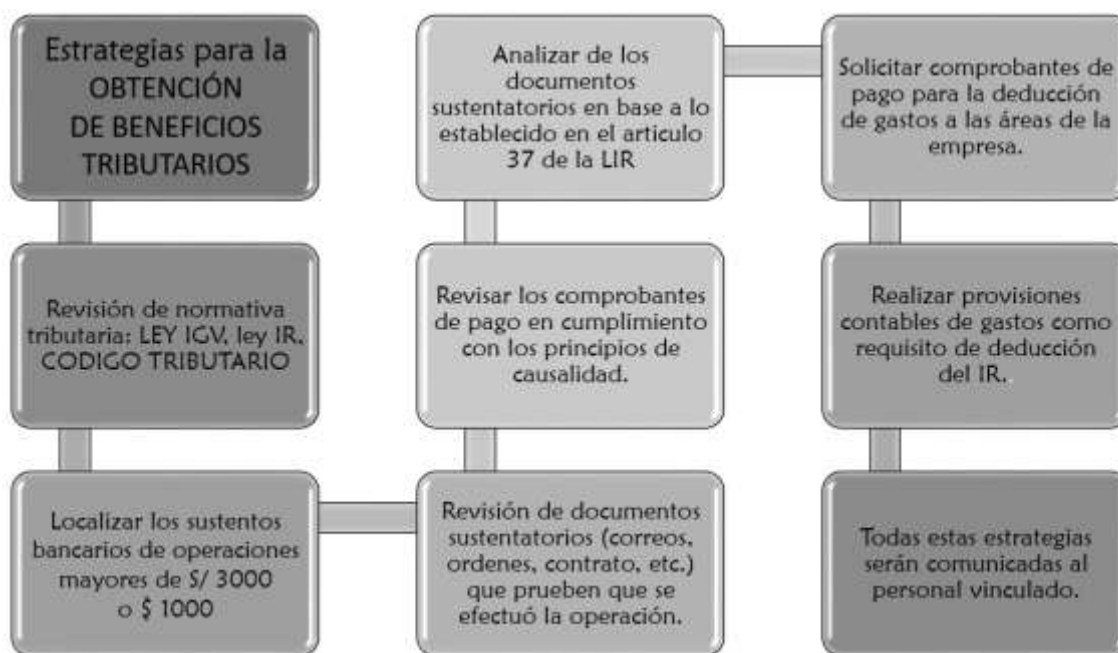 Estrategias para la
OBTENCIÓN
DE BENEFICIOS
TRIBUTARIOS
Revisión de normativa
tributaria: LEY IGV, ley IR,
CODIGO TRIBUTARIO
Localizar los sustentos
bancarios de operaciones
mayores de S/ 3000
o $ 1000
Revisión de documentos
sustentatorios (correos,
ordenes, contrato, etc.)
que prueben que se
efectuó la operación.
Revisar los comprobantes
de pago en cumplimiento
con los principios de
causalidad.
Analizar de los
documentos
sustentatorios en base a lo
establecido en el articulo
37 de la LIR
Solicitar comprobantes de
pago para la deducción
de gastos a las áreas de la
empresa.
Realizar provisiones
contables de gastos como
requisito de deducción
del IR.
Todas estas estrategias
serán comunicadas al
personal vinculado.